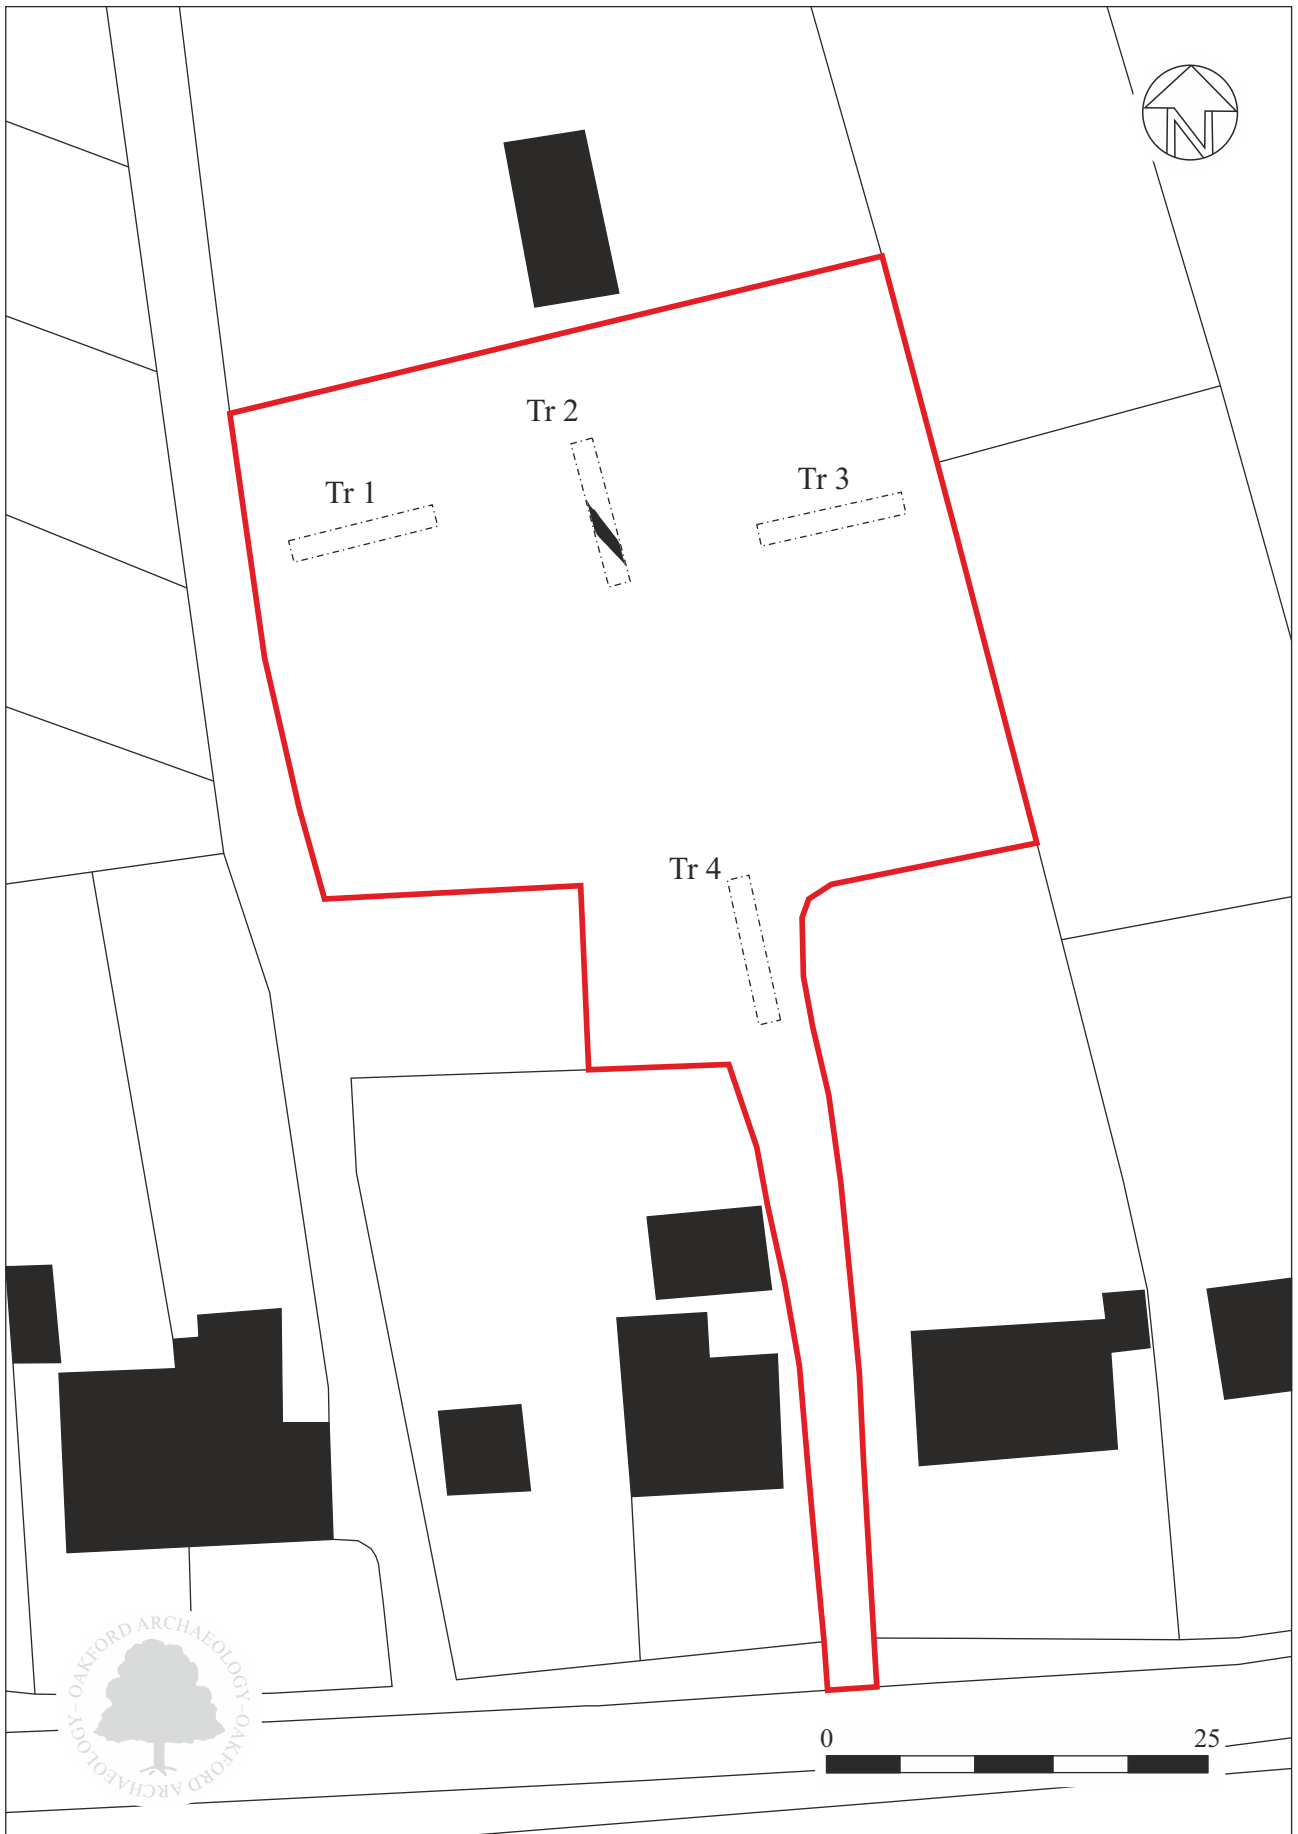 N
Tr 2
Tr 3
Tr 1
Tr 4
OAKFORD ARCHAEOLOGY – OAKFORD ARCHAEOLOGY –
0 25